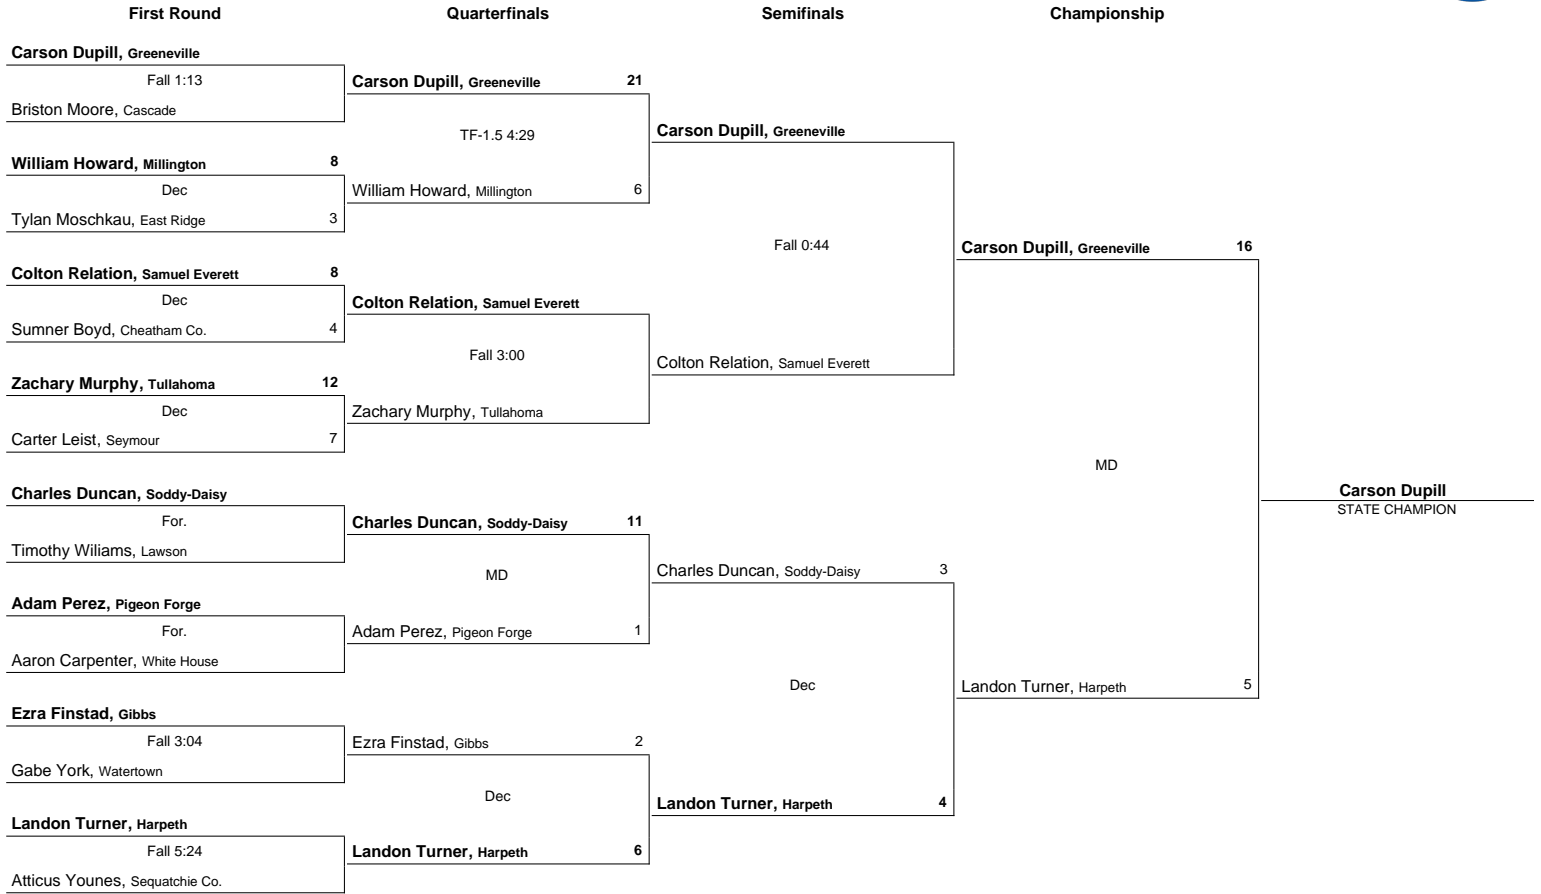 First Round
Quarterfinals
Semifinals
Championship
Carson Dupill, Greeneville
Fall 1:13
Briston Moore, Cascade
William Howard, Millington 8
Dec
Tylan Moschkau, East Ridge 3
Colton Relation, Samuel Everett 8
Dec
Sumner Boyd, Cheatham Co. 4
Zachary Murphy, Tullahoma 12
Dec
Carter Leist, Seymour 7
Charles Duncan, Soddy-Daisy
For.
Timothy Wiliams, Lawson
Adam Perez, Pigeon Forge
For.
Aaron Carpenter, White House
Ezra Finstad, Gibbs
Fall 3:04
Gabe York, Watertown
Landon Turner, Harpeth
Fall 5:24
Atticus Younes, Sequatchie Co.
Carson Dupill, Greeneville 21
TF-1.5 4:29
William Howard, Millington 6
Colton Relation, Samuel Everett
Fall 3:00
Zachary Murphy, Tullahoma
Charles Duncan, Soddy-Daisy 11
MD
Adam Perez, Pigeon Forge 1
Ezra Finstad, Gibbs 2
Dec
Landon Turner, Harpeth 6
Carson Dupill, Greeneville
Fall 0:44
Colton Relation, Samuel Everett
Charles Duncan, Soddy-Daisy 3
Dec
Landon Turner, Harpeth 4
Carson Dupill, Greeneville 16
MD
Landon Turner, Harpeth 5
Carson Dupill
STATE CHAMPION